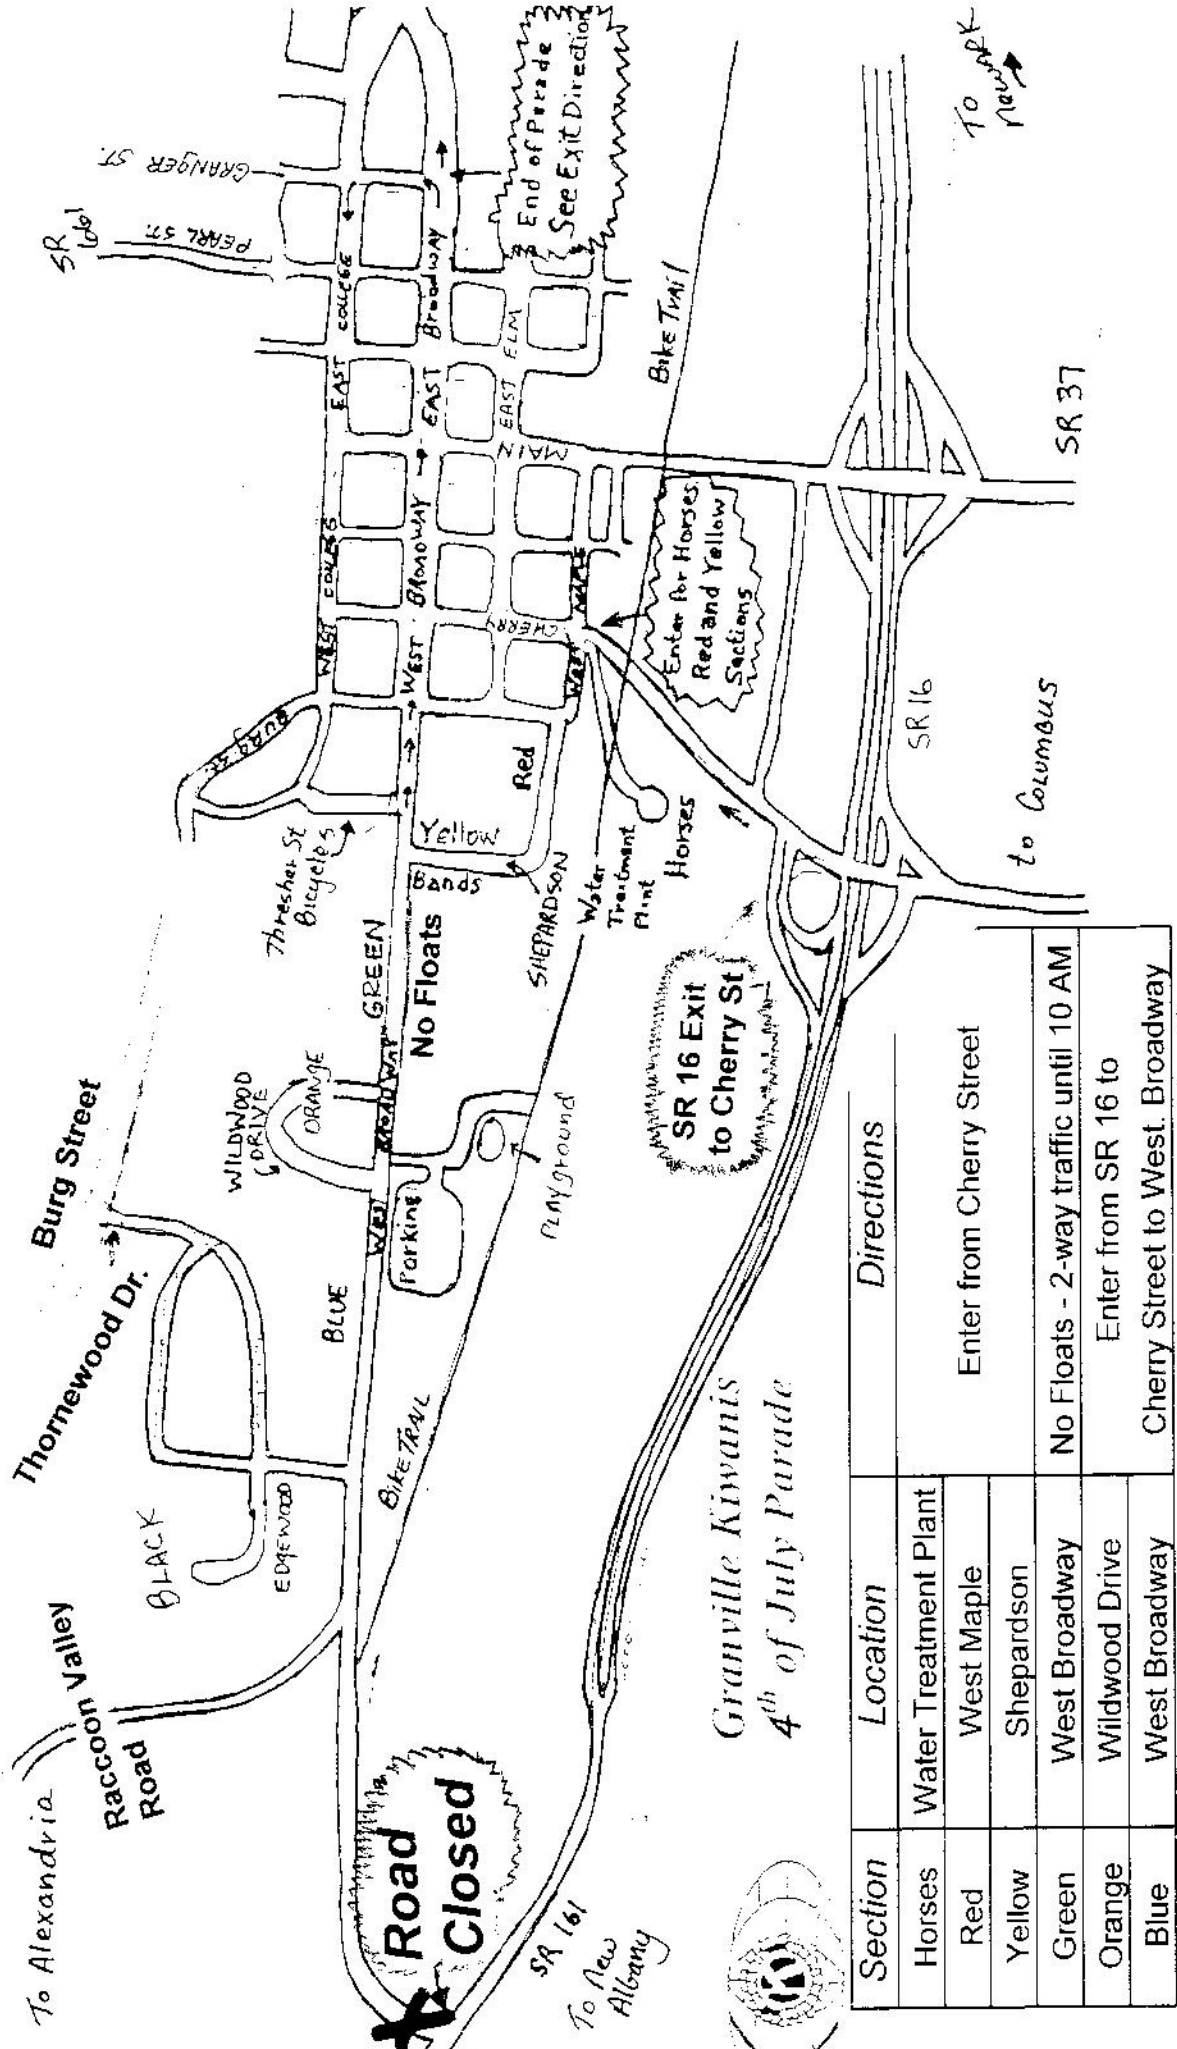 To Alexandria
Raccoon Valley
Road
Thornewood Dr.
Burg Street
BLACK
EDGEWOOD
BLUE
WILDWOOD
DRIVE
ORANGE
WEST
BROADWAY
GREEN
No Floats
Parking
Playground
BIKE TRAIL
Road
Closed
SR 161
To New
Albany
Thresher St
Bicycles
BURG ST.
Bands
Yellow
Red
SHEPARDSON
Water
Treatment
Plnt
Horses
WEST
COLLEGE
WEST
BROADWAY
CHERRY
WEST
MAPLE
MAIN
EAST
COLLEGE
EAST
Broadway
EAST
ELM
SR
661
PEARL ST.
GRANGER ST.
End of Parade
See Exit Direction
Bike Trail
Enter for Horses
Red and Yellow
Sections
SR 16 Exit
to Cherry St
SR 16
to COLUMBUS
SR 37
To
NewARK
Granville Kiwanis
4th of July Parade
K
Section Location Directions
Horses Water Treatment Plant
Red West Maple Enter from Cherry Street
Yellow Shepardson
Green West Broadway No Floats - 2-way traffic until 10 AM
Orange Wildwood Drive Enter from SR 16 to
Blue West Broadway Cherry Street to West. Broadway